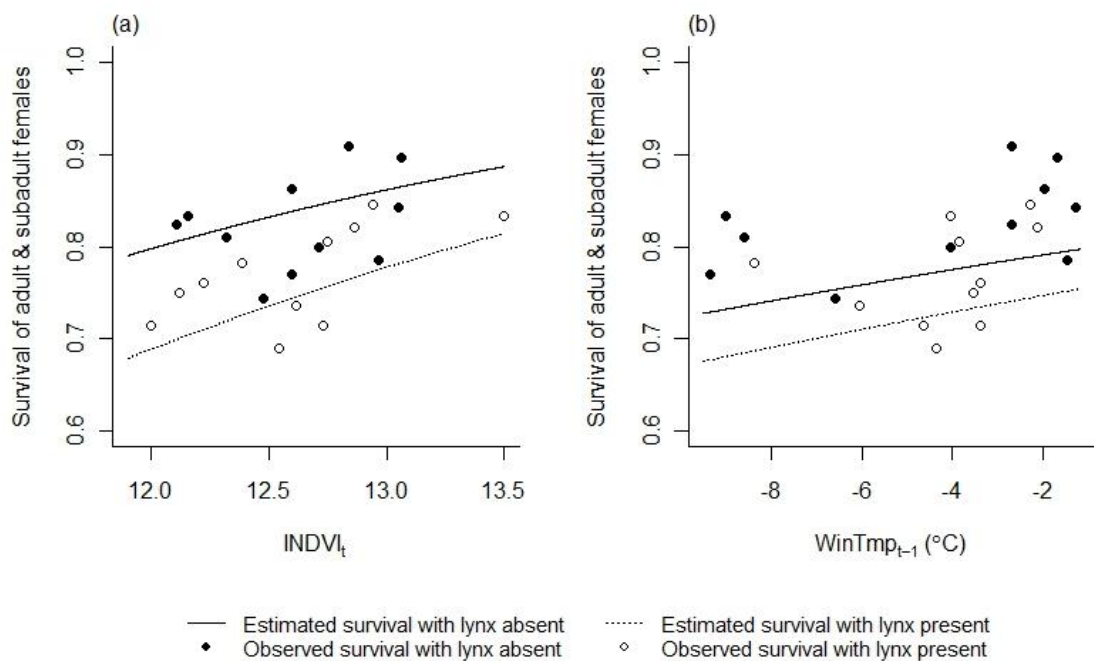 (a)
Survival of adult & subadult females
1.0
0.9
0.8
0.7
0.6
12.0 12.5 13.0 13.5
INDVIₜ
(b)
Survival of adult & subadult females
1.0
0.9
0.8
0.7
0.6
-8 -6 -4 -2
WinTmpₜ₋₁ (°C)
Estimated survival with lynx absent
Observed survival with lynx absent
Estimated survival with lynx present
Observed survival with lynx present